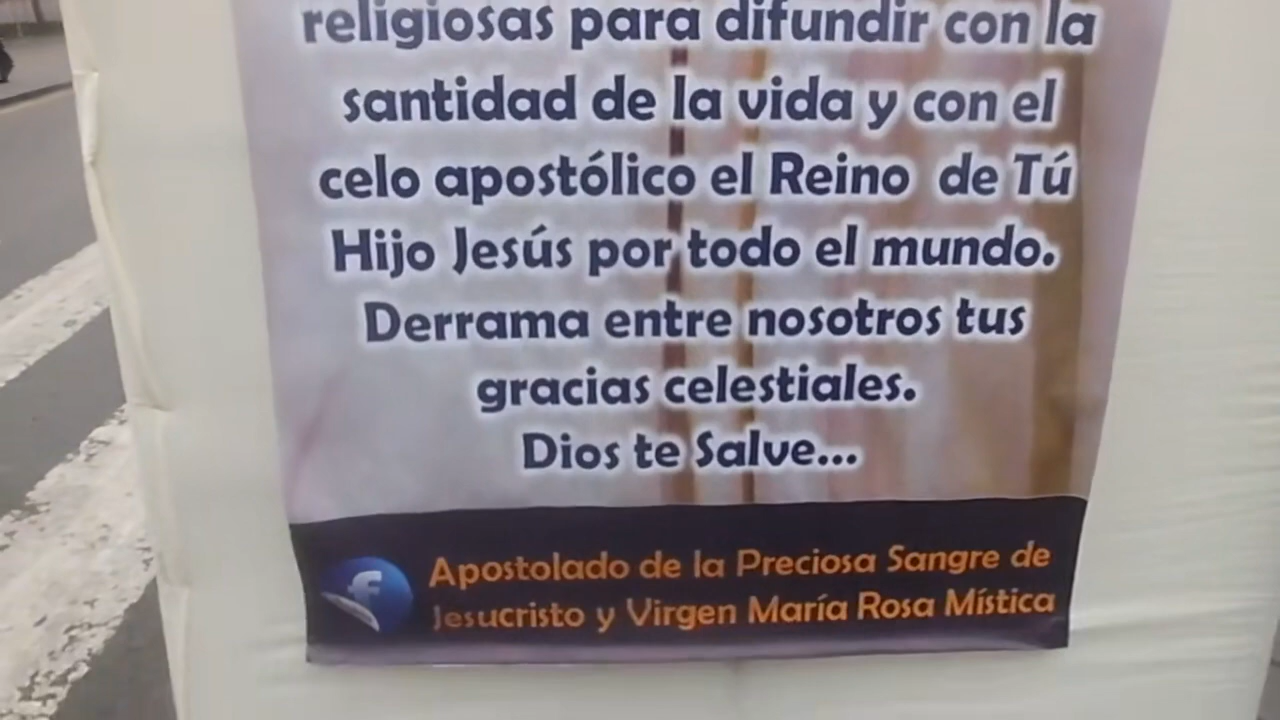 religiosas para difundir con la
santidad de la vida y con el
celo apostólico el Reino de Tú
Hijo Jesús por todo el mundo.
Derrama entre nosotros tus
gracias celestiales.
Dios te Salve...
f
Apostolado de la Preciosa Sangre de
Jesucristo y Virgen María Rosa Mística